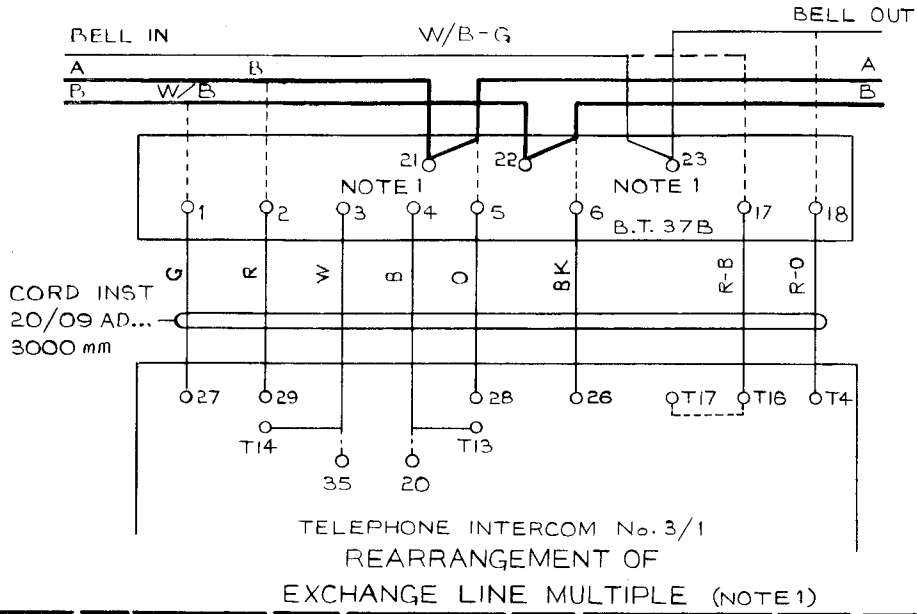 BELL OUT
BELL IN W/B-G
A B A
B W/B B
21 22 23
NOTE 1 NOTE 1
1 2 3 4 5 6 17 18
B.T. 37B
G R W B O BK R-B R-O
CORD INST
20/09 AD...
3000 mm
27 29 28 26 T17 T16 T4
T14 T13
35 20
TELEPHONE INTERCOM No. 3/1
REARRANGEMENT OF
EXCHANGE LINE MULTIPLE (NOTE 1)